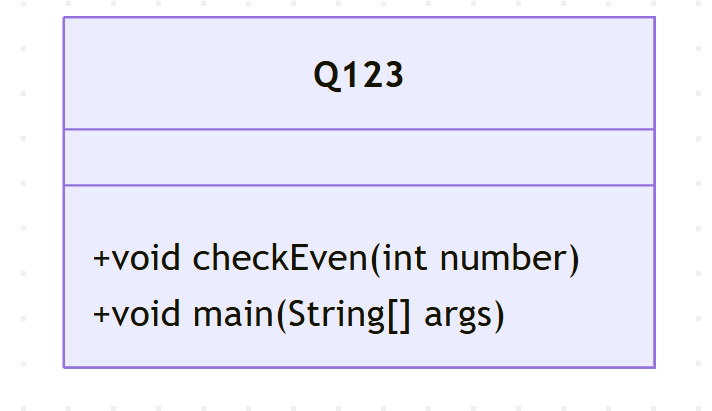 Q123
+void checkEven(int number)
+void main(String[] args)